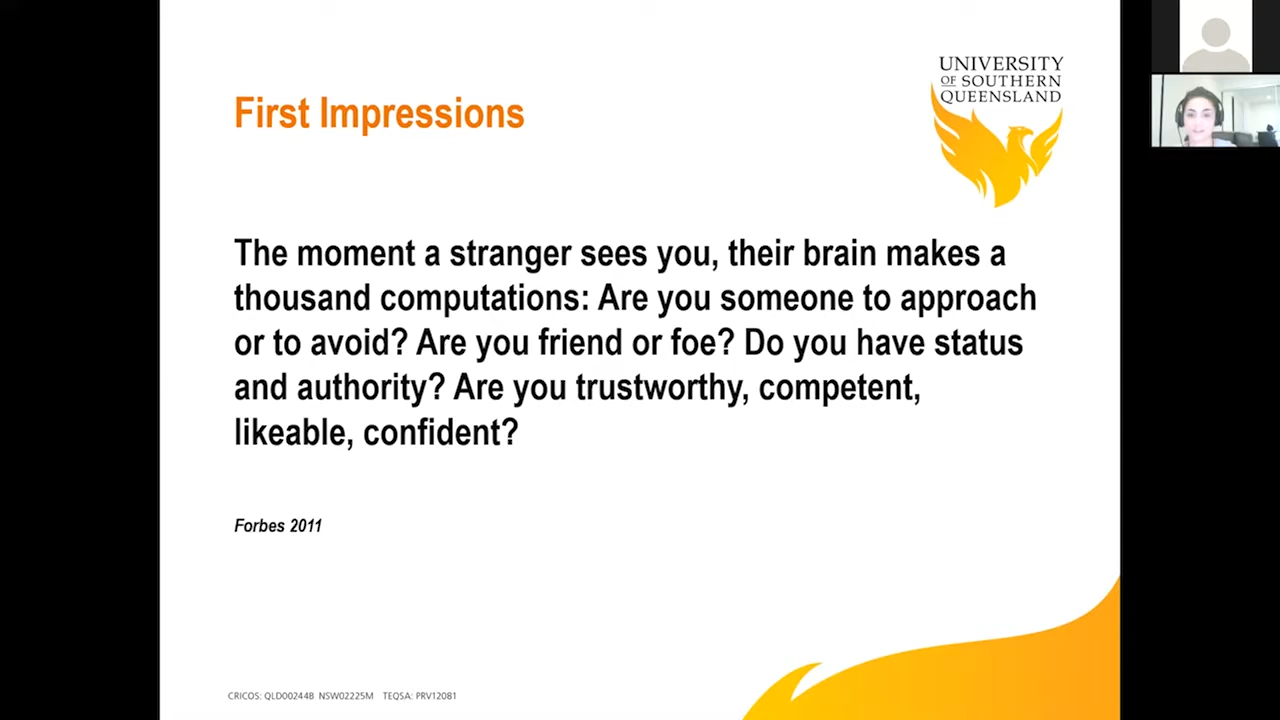 First Impressions
UNIVERSITY
OF SOUTHERN
QUEENSLAND
The moment a stranger sees you, their brain makes a
thousand computations: Are you someone to approach
or to avoid? Are you friend or foe? Do you have status
and authority? Are you trustworthy, competent,
likeable, confident?
Forbes 2011
CRICOS: QLD00244B NSW02225M TEQSA: PRV12081